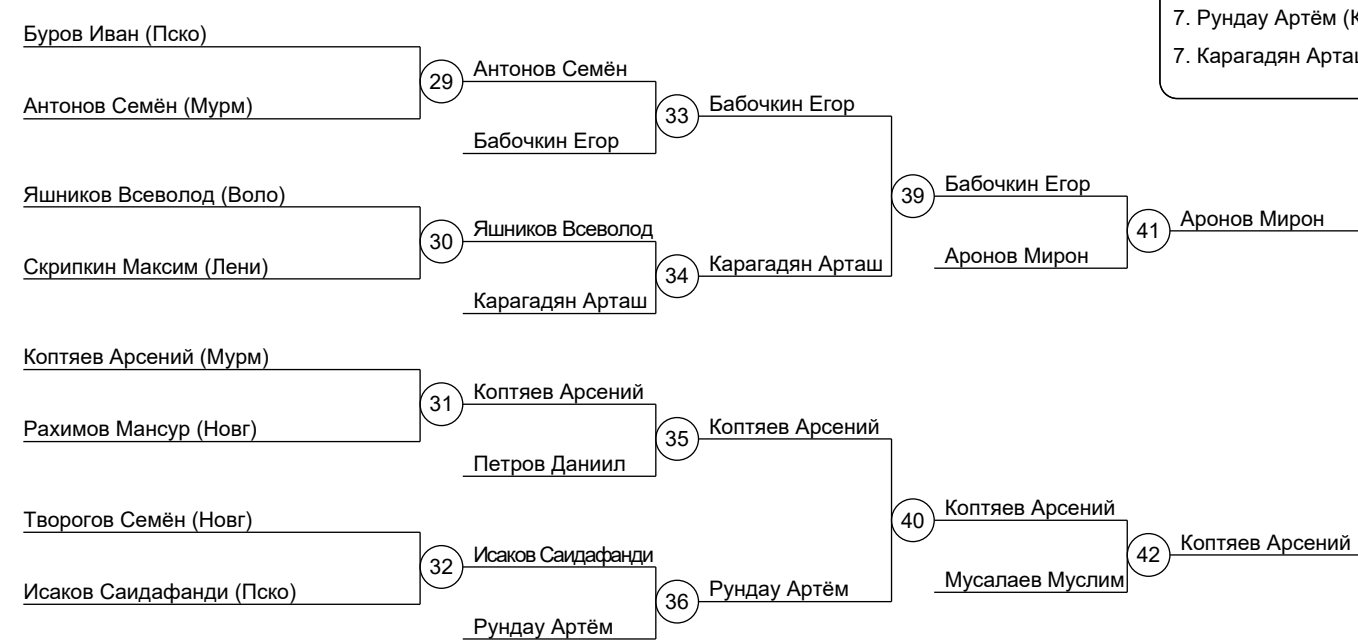 7. Рундау Артём
7. Карагадян
Буров Иван (Пско)
29
Антонов Семён (Мурм)
Антонов Семён
33
Бабочкин Егор
Бабочкин Егор
Яшников Всеволод (Воло)
30
Скрипкин Максим (Лени)
Яшников Всеволод
34
Карагадян Арташ
Карагадян Арташ
39
Бабочкин Егор
Аронов Мирон
41
Аронов Мирон
Коптяев Арсений (Мурм)
31
Рахимов Мансур (Новг)
Коптяев Арсений
35
Петров Даниил
Коптяев Арсений
Творогов Семён (Новг)
32
Исаков Саидафанди (Пско)
Исаков Саидафанди
36
Рундау Артём
Рундау Артём
40
Коптяев Арсений
Мусалаев Муслим
42
Коптяев Арсений